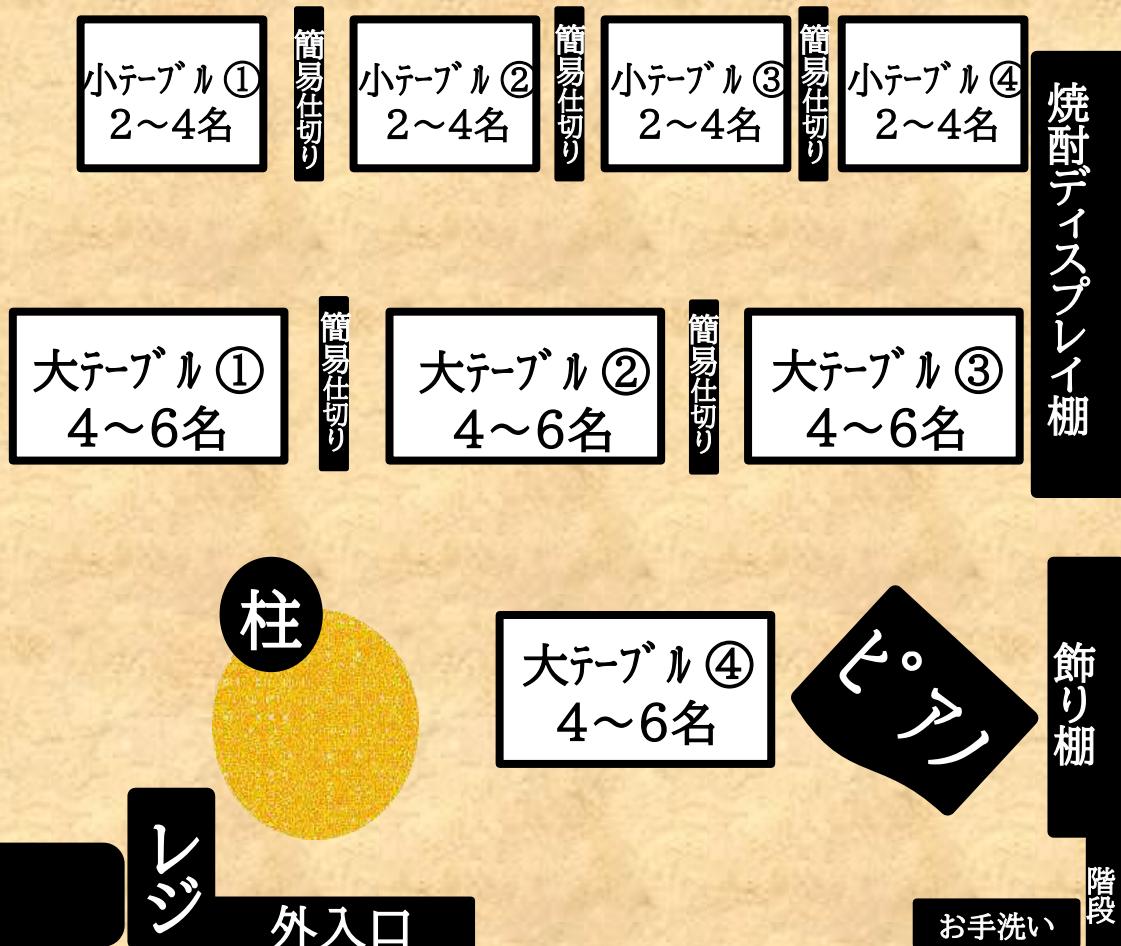 小ﾃｰﾌﾞﾙ①
2～4名
簡易仕切り
小ﾃｰﾌﾞﾙ②
2～4名
簡易仕切り
小ﾃｰﾌﾞﾙ③
2～4名
簡易仕切り
小ﾃｰﾌﾞﾙ④
2～4名
焼酎ディスプレイ棚
大ﾃｰﾌﾞﾙ①
4～6名
簡易仕切り
大ﾃｰﾌﾞﾙ②
4～6名
簡易仕切り
大ﾃｰﾌﾞﾙ③
4～6名
柱
大ﾃｰﾌﾞﾙ④
4～6名
ピアノ
飾り棚
レジ
外入口
お手洗い
階段